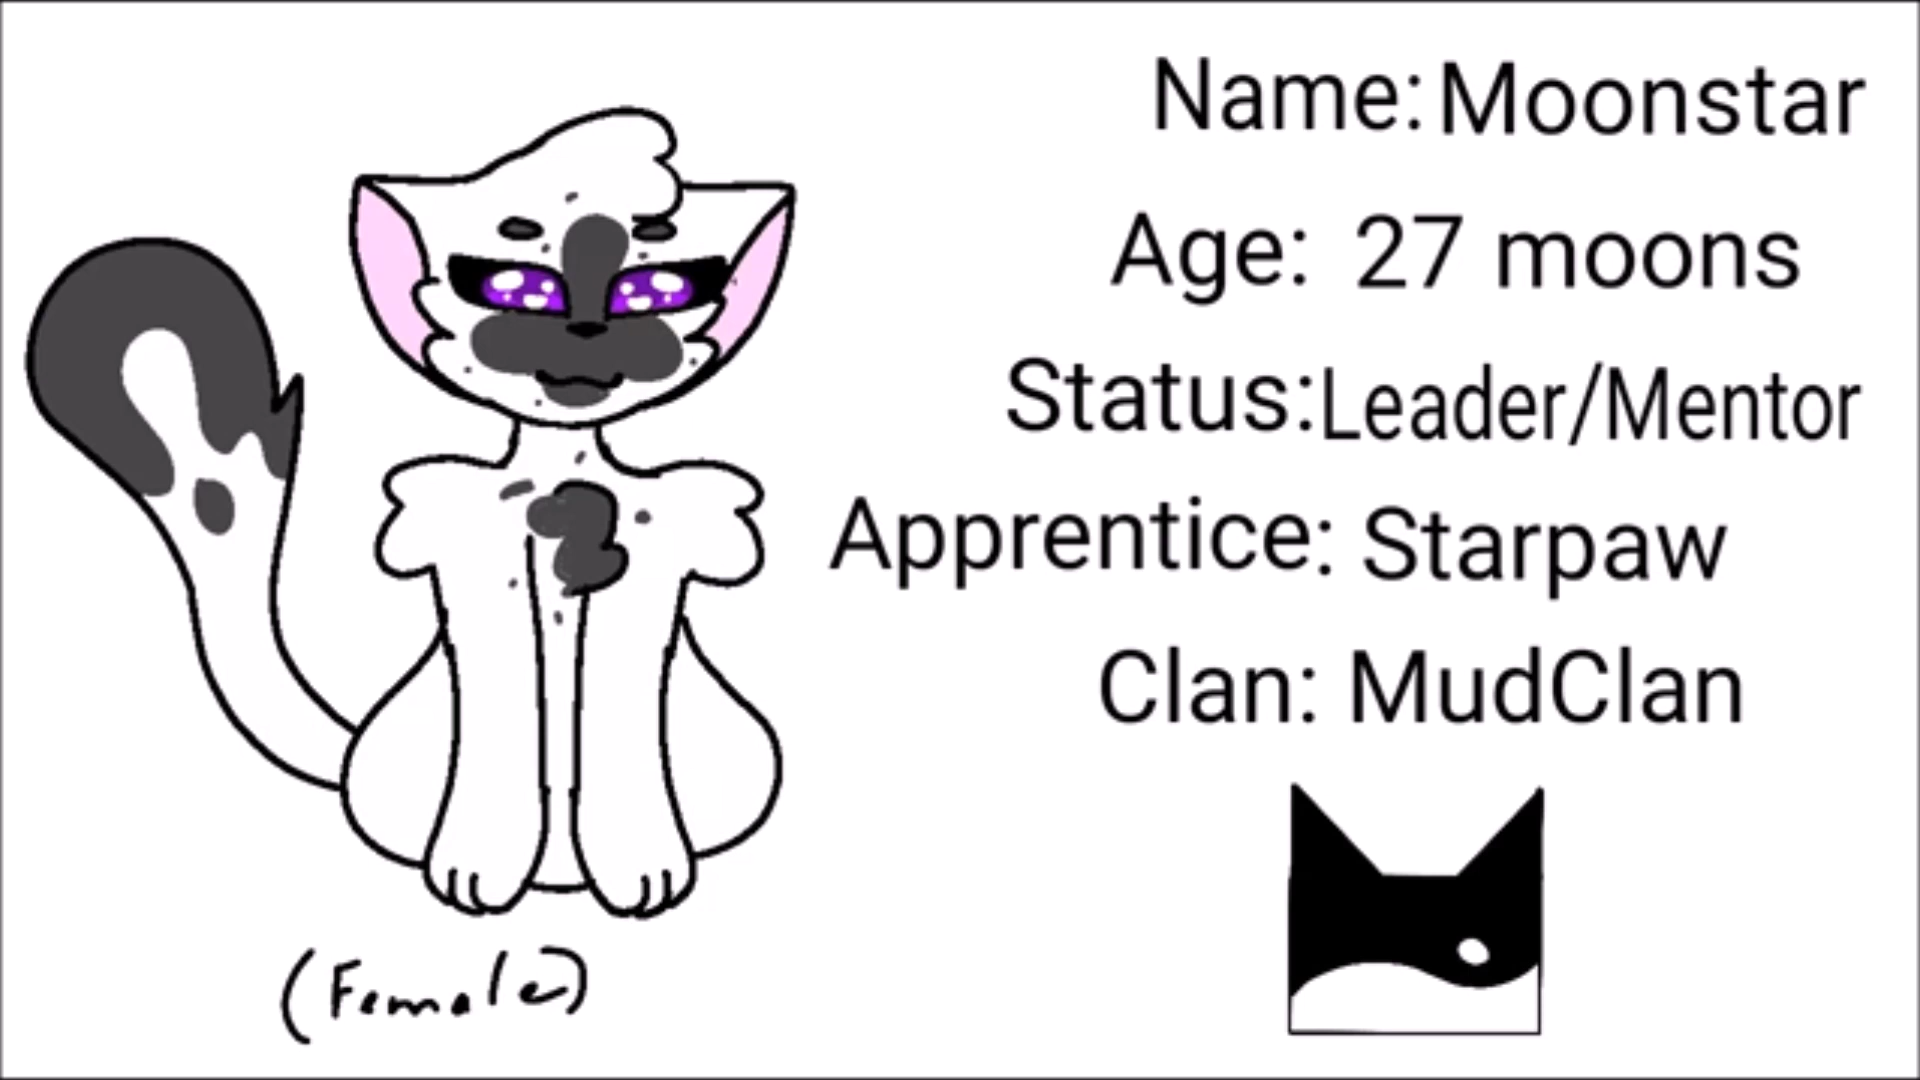 Name: Moonstar
Age: 27 moons
Status: Leader/Mentor
Apprentice: Starpaw
Clan: MudClan
(Female)